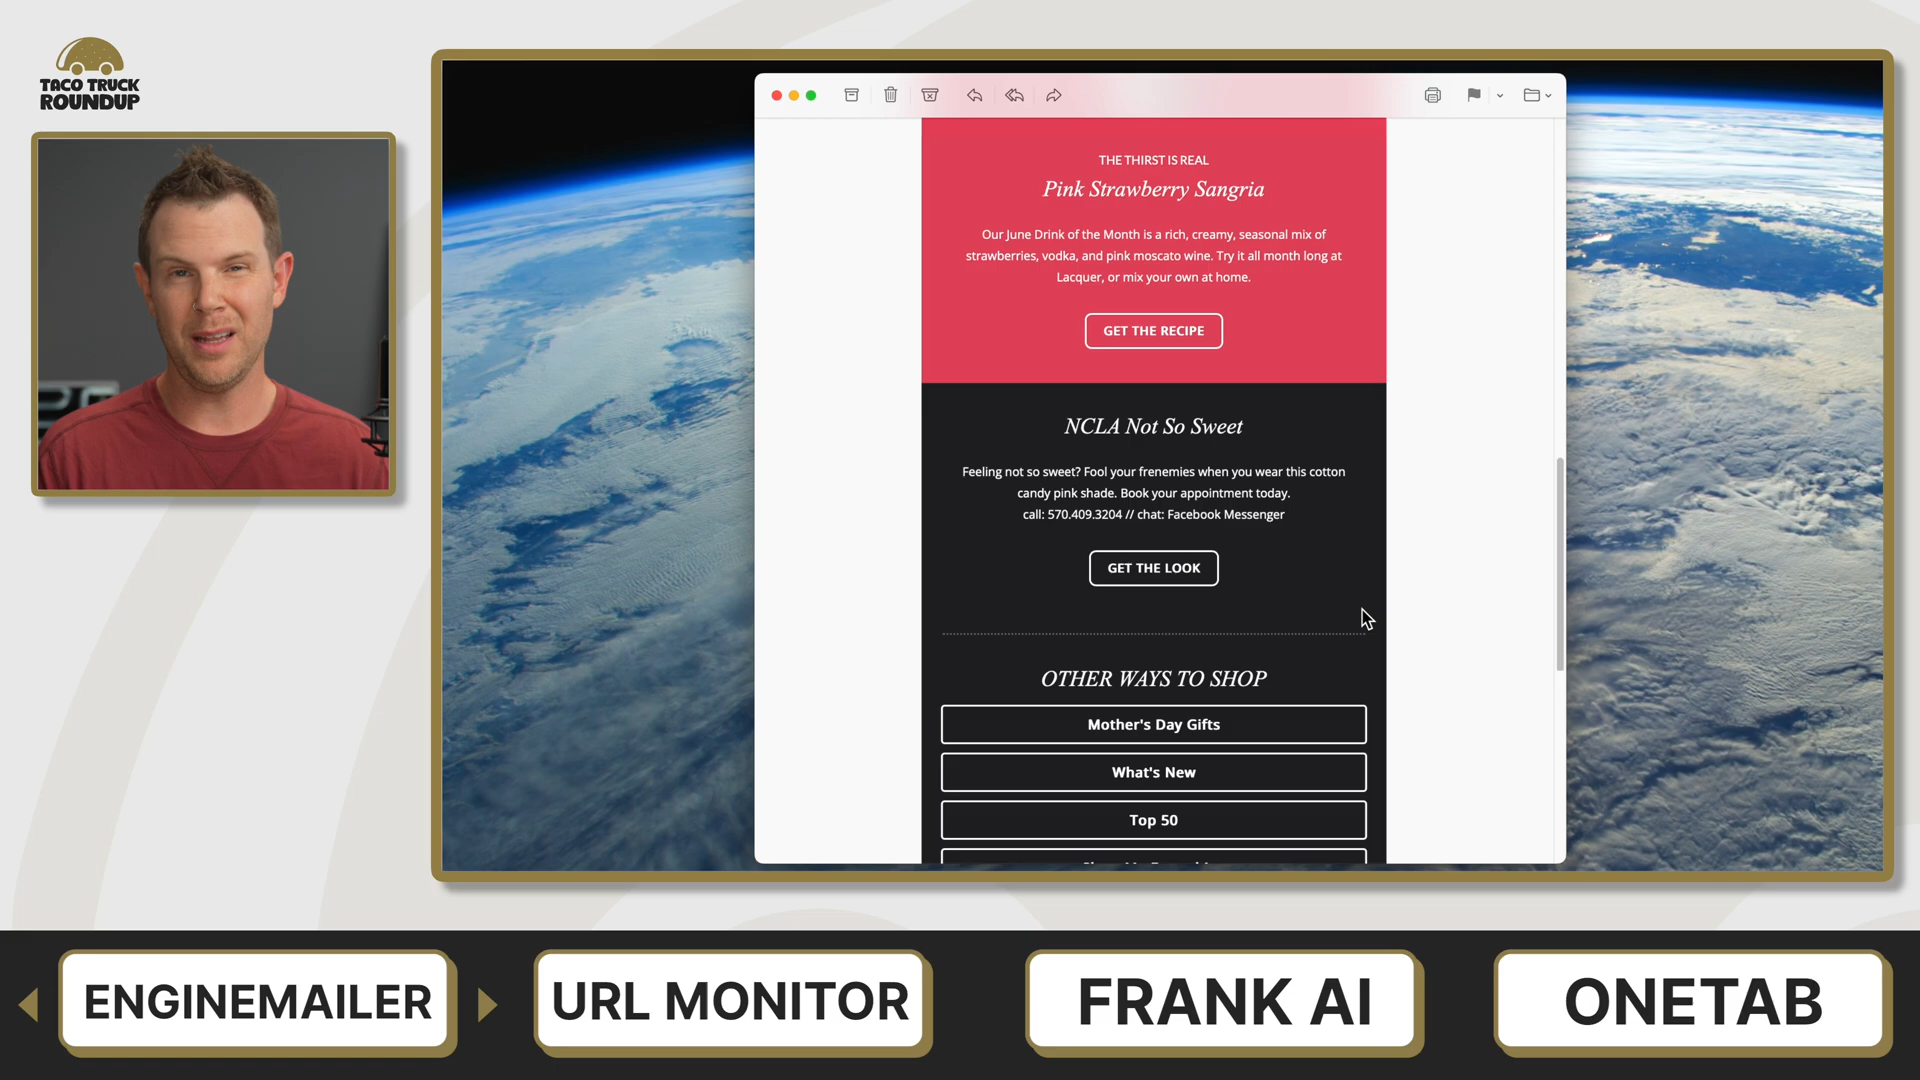 TACO TRUCK
ROUNDUP
THE THIRST IS REAL
Pink Strawberry Sangria
Our June Drink of the Month is a rich, creamy, seasonal mix of
strawberries, vodka, and pink moscato wine. Try it all month long at
Lacquer, or mix your own at home.
GET THE RECIPE
NCLA Not So Sweet
Feeling not so sweet? Fool your frenemies when you wear this cotton
candy pink shade. Book your appointment today.
call: 570.409.3204 // chat: Facebook Messenger
GET THE LOOK
OTHER WAYS TO SHOP
Mother's Day Gifts
What's New
Top 50
ENGINEMAILER
URL MONITOR
FRANK AI
ONETAB